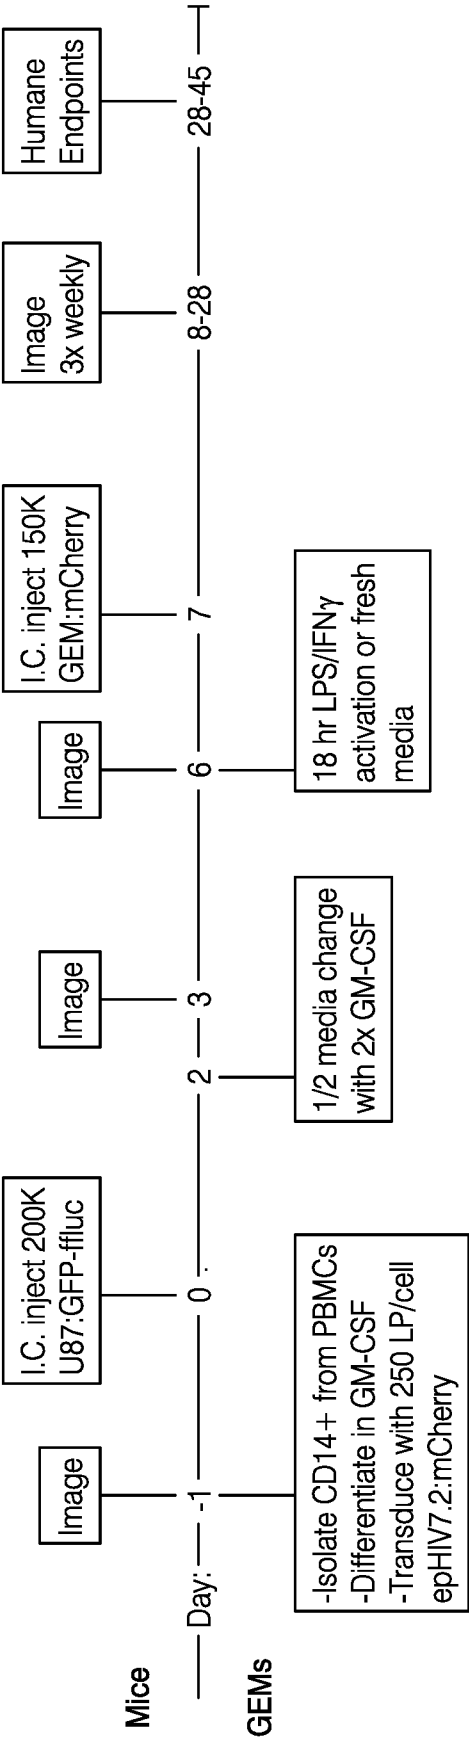 Mice
Image
I.C. inject 200K
U87:GFP-ffluc
Image
Image
I.C. inject 150K
GEM:mCherry
Image
3x weekly
Humane
Endpoints
Day: -1 0 . 2 3 6 7 8-28 28-45
GEMs
-Isolate CD14+ from PBMCs
-Differentiate in GM-CSF
-Transduce with 250 LP/cell
epHIV7.2:mCherry
1/2 media change
with 2x GM-CSF
18 hr LPS/IFNγ
activation or fresh
media